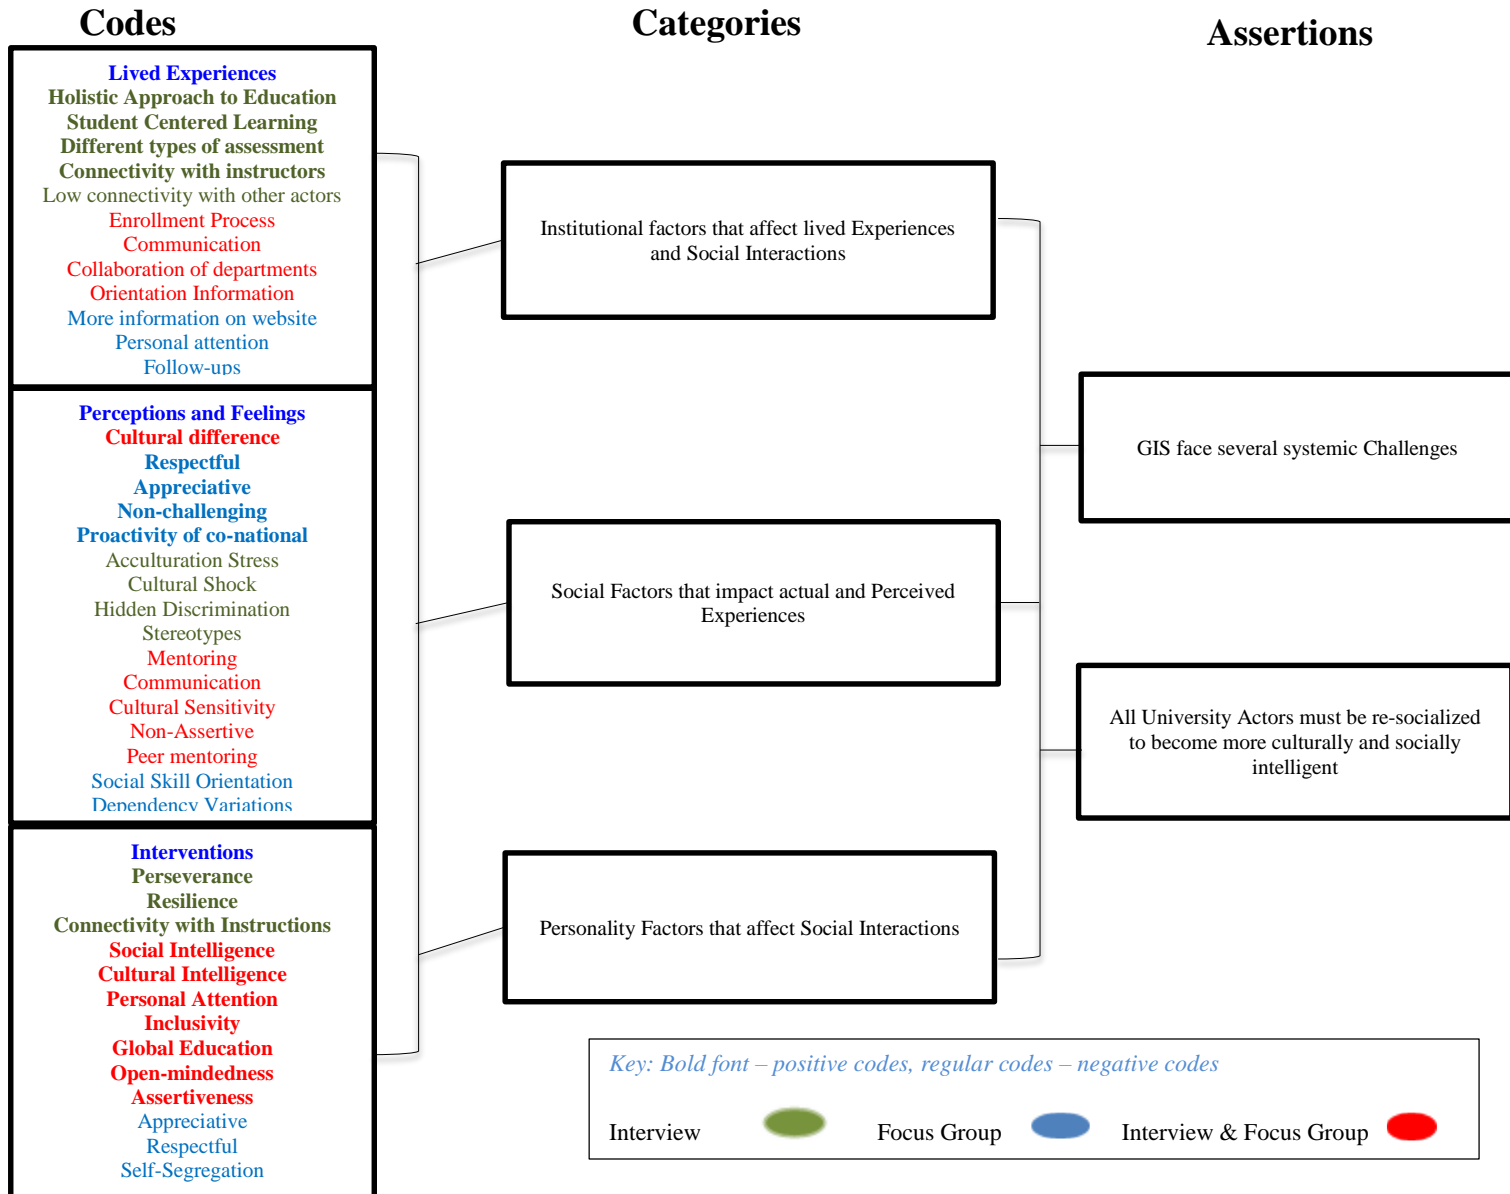 Codes
Categories
Assertions
Lived Experiences
Holistic Approach to Education
Student Centered Learning
Different types of assessment
Connectivity with instructors
Low connectivity with other actors
Enrollment Process
Communication
Collaboration of departments
Orientation Information
More information on website
Personal attention
Follow-ups
Perceptions and Feelings
Cultural difference
Respectful
Appreciative
Non-challenging
Proactivity of co-national
Acculturation Stress
Cultural Shock
Hidden Discrimination
Stereotypes
Mentoring
Communication
Cultural Sensitivity
Non-Assertive
Peer mentoring
Social Skill Orientation
Dependency Variations
Interventions
Perseverance
Resilience
Connectivity with Instructions
Social Intelligence
Cultural Intelligence
Personal Attention
Inclusivity
Global Education
Open-mindedness
Assertiveness
Appreciative
Respectful
Self-Segregation
Institutional factors that affect lived Experiences
and Social Interactions
Social Factors that impact actual and Perceived
Experiences
Personality Factors that affect Social Interactions
GIS face several systemic Challenges
All University Actors must be re-socialized
to become more culturally and socially
intelligent
Key: Bold font – positive codes, regular codes – negative codes
Interview Focus Group Interview & Focus Group